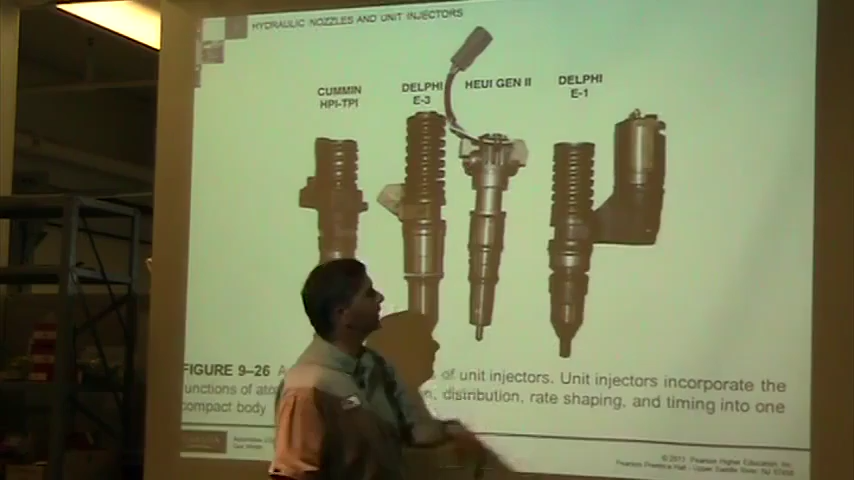 HYDRAULIC NOZZLES AND UNIT INJECTORS
CUMMIN
HPI-TPI
DELPHI
E-3
HEUI GEN II
DELPHI
E-1
FIGURE 9–26 A of unit injectors. Unit injectors incorporate the
functions of distribution, rate shaping, and timing into one
compact body
© 2011 Pearson Higher Education, Inc.
Pearson Prentice Hall - Upper Saddle River, NJ 07458